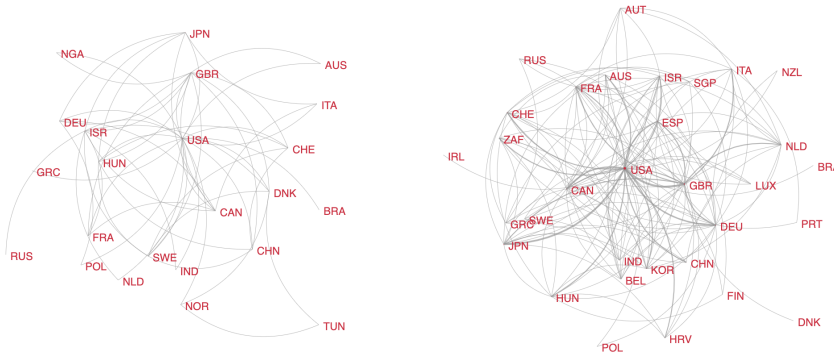 JPN
NGA
AUS
GBR
ITA
DEU
ISR
USA
CHE
HUN
GRC
DNK
CAN
BRA
FRA
CHN
RUS
SWE
POL
IND
NLD
NOR
TUN
AUT
RUS
ITA
NZL
AUS
ISR
SGP
FRA
CHE
ESP
ZAF
NLD
IRL
BR
USA
CAN
GBR
LUX
GRC
SWE
DEU
PRT
JPN
IND
KOR
CHN
BEL
HUN
FIN
DNK
HRV
POL